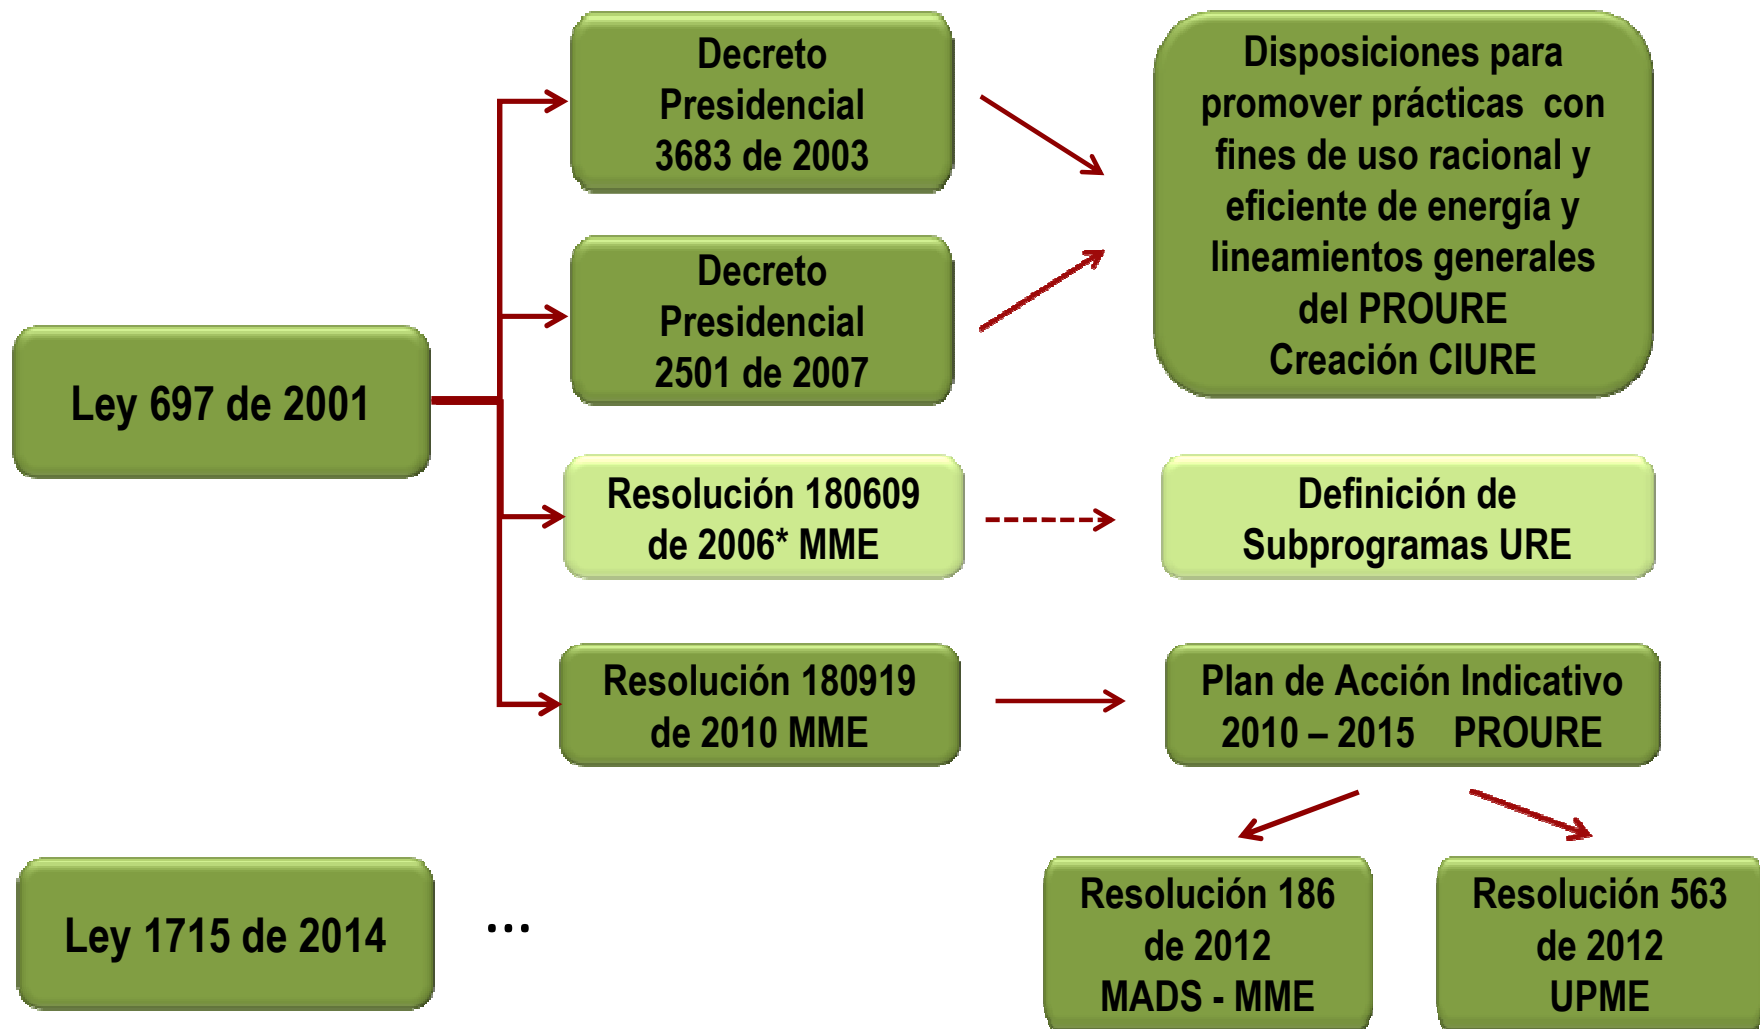 Ley 697 de 2001
Decreto
Presidencial
3683 de 2003
Decreto
Presidencial
2501 de 2007
Disposiciones para
promover prácticas con
fines de uso racional y
eficiente de energía y
lineamientos generales
del PROURE
Creación CIURE
Resolución 180609
de 2006* MME
Definición de
Subprogramas URE
Resolución 180919
de 2010 MME
Plan de Acción Indicativo
2010 – 2015 PROURE
Resolución 186
de 2012
MADS - MME
Resolución 563
de 2012
UPME
Ley 1715 de 2014
...